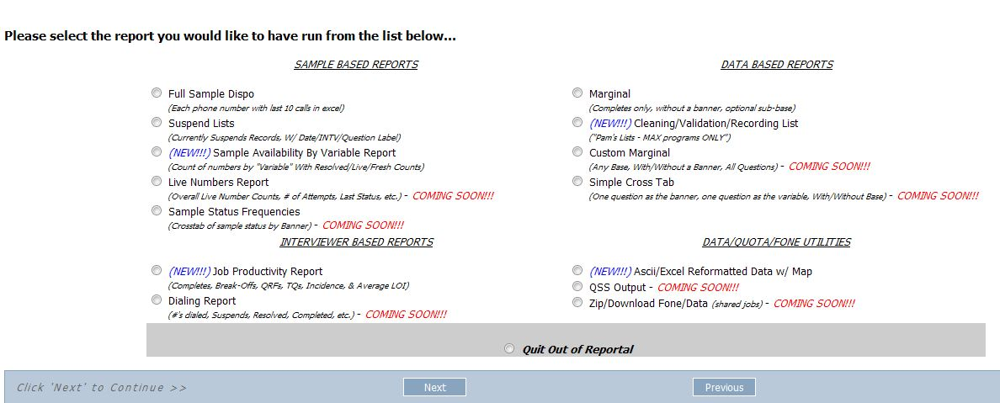 Please select the report you would like to have run from the list below...
SAMPLE BASED REPORTS
Full Sample Dispo
(Each phone number with last 10 calls in excel)
Suspend Lists
(Currently Suspends Records, W/ Date/INTV/Question Label)
(NEW!!!) Sample Availability By Variable Report
(Count of numbers by "Variable" With Resolved/Live/Fresh Counts)
Live Numbers Report
(Overall Live Number Counts, # of Attempts, Last Status, etc.) - COMING SOON!!!
Sample Status Frequencies
(Crosstab of sample status by Banner) - COMING SOON!!!
DATA BASED REPORTS
Marginal
(Completes only, without a banner, optional sub-base)
(NEW!!!) Cleaning/Validation/Recording List
("Pam's Lists - MAX programs ONLY")
Custom Marginal
(Any Base, With/Without a Banner, All Questions) - COMING SOON!!!
Simple Cross Tab
(One question as the banner, one question as the variable, With/Without Base) - COMING SOON!!!
INTERVIEWER BASED REPORTS
(NEW!!!) Job Productivity Report
(Completes, Break-Offs, QRFs, TQs, Incidence, & Average LOI)
Dialing Report
(#'s dialed, Suspends, Resolved, Completed, etc.) - COMING SOON!!!
DATA/QUOTA/FONE UTILITIES
(NEW!!!) Ascii/Excel Reformatted Data w/ Map
QSS Output - COMING SOON!!!
Zip/Download Fone/Data (shared jobs) - COMING SOON!!!
Quit Out of Reportal
Click 'Next' to Continue >>
Next
Previous